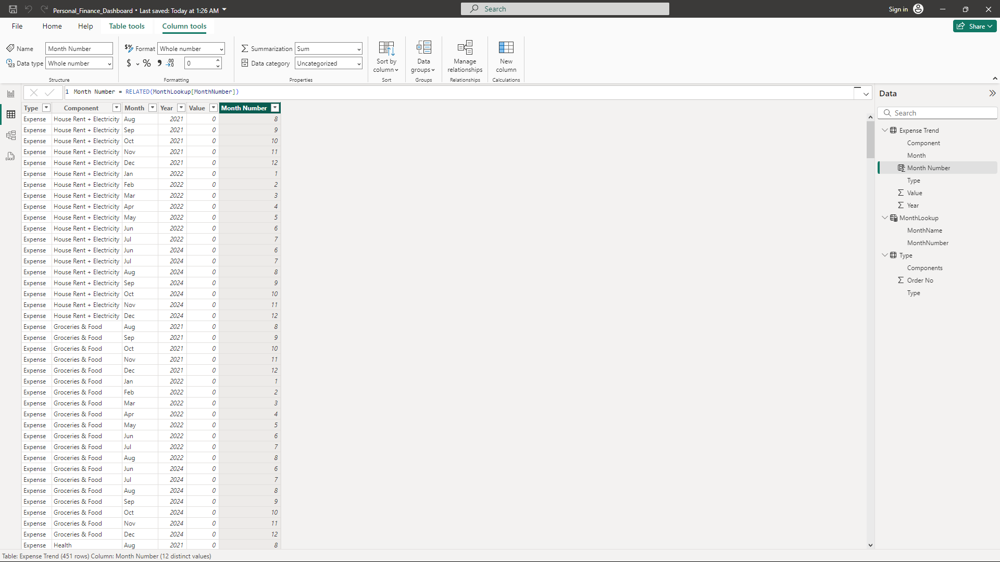 Personal_Finance_Dashboard • Last saved: Today at 1:26 AM
Search
Sign in
File Home Help Table tools Column tools
Share
Name Month Number
Data type Whole number
Structure
Format Whole number
$ % 9 .00 0
Formatting
Summarization Sum
Data category Uncategorized
Properties
Sort by column
Sort
Data groups
Groups
Manage relationships
Relationships
New column
Calculations
1 Month Number = RELATED(MonthLookup[MonthNumber])
Type Component Month Year Value Month Number
Expense House Rent + Electricity Aug 2021 0 8
Expense House Rent + Electricity Sep 2021 0 9
Expense House Rent + Electricity Oct 2021 0 10
Expense House Rent + Electricity Nov 2021 0 11
Expense House Rent + Electricity Dec 2021 0 12
Expense House Rent + Electricity Jan 2022 0 1
Expense House Rent + Electricity Feb 2022 0 2
Expense House Rent + Electricity Mar 2022 0 3
Expense House Rent + Electricity Apr 2022 0 4
Expense House Rent + Electricity May 2022 0 5
Expense House Rent + Electricity Jun 2022 0 6
Expense House Rent + Electricity Jul 2022 0 7
Expense House Rent + Electricity Jun 2024 0 6
Expense House Rent + Electricity Jul 2024 0 7
Expense House Rent + Electricity Aug 2024 0 8
Expense House Rent + Electricity Sep 2024 0 9
Expense House Rent + Electricity Oct 2024 0 10
Expense House Rent + Electricity Nov 2024 0 11
Expense House Rent + Electricity Dec 2024 0 12
Expense Groceries & Food Aug 2021 0 8
Expense Groceries & Food Sep 2021 0 9
Expense Groceries & Food Oct 2021 0 10
Expense Groceries & Food Nov 2021 0 11
Expense Groceries & Food Dec 2021 0 12
Expense Groceries & Food Jan 2022 0 1
Expense Groceries & Food Feb 2022 0 2
Expense Groceries & Food Mar 2022 0 3
Expense Groceries & Food Apr 2022 0 4
Expense Groceries & Food May 2022 0 5
Expense Groceries & Food Jun 2022 0 6
Expense Groceries & Food Jul 2022 0 7
Expense Groceries & Food Aug 2022 0 8
Expense Groceries & Food Jun 2024 0 6
Expense Groceries & Food Jul 2024 0 7
Expense Groceries & Food Aug 2024 0 8
Expense Groceries & Food Sep 2024 0 9
Expense Groceries & Food Oct 2024 0 10
Expense Groceries & Food Nov 2024 0 11
Expense Groceries & Food Dec 2024 0 12
Expense Health Aug 2021 0 8
Data
Search
Expense Trend
Component
Month
Month Number
Type
Value
Year
MonthLookup
MonthName
MonthNumber
Type
Components
Order No
Type
Table: Expense Trend (451 rows) Column: Month Number (12 distinct values)